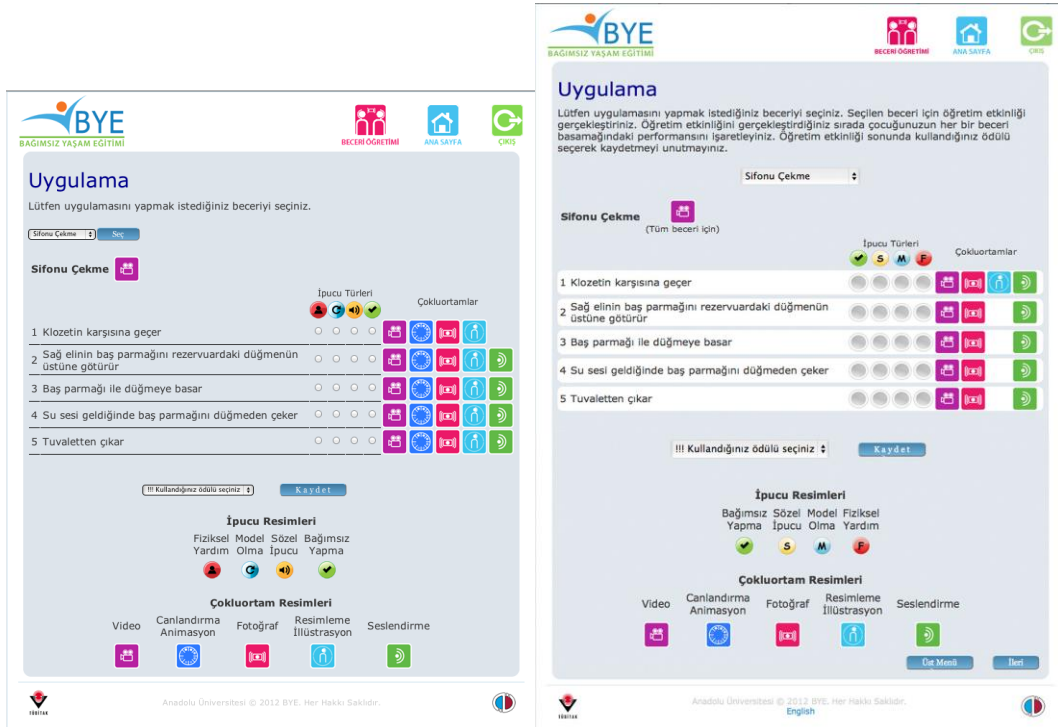 BYE
BAĞIMSIZ YAŞAM EĞİTİMİ
BECERİ ÖĞRETİMİ
ANA SAYFA
ÇIKIŞ
Uygulama
Lütfen uygulamasını yapmak istediğiniz beceriyi seçiniz.
Sifonu Çekme
Seç
Sifonu Çekme
İpucu Türleri
Çokluortamlar
1 Klozetin karşısına geçer
2 Sağ elinin baş parmağını rezervuardaki düğmenün
üstüne götürür
3 Baş parmağı ile düğmeye basar
4 Su sesi geldiğinde baş parmağını düğmeden çeker
5 Tuvaletten çıkar
!!! Kullandığınız ödülü seçiniz
Kaydet
İpucu Resimleri
Fiziksel Model Sözel Bağımsız
Yardım Olma İpucu Yapma
Çokluortam Resimleri
Video
Canlandırma
Animasyon
Fotoğraf
Resimleme
İllüstrasyon
Seslendirme
TÜBİTAK
Anadolu Üniversitesi © 2012 BYE. Her Hakkı Saklıdır.
BYE
BAĞIMSIZ YAŞAM EĞİTİMİ
BECERİ ÖĞRETİMİ
ANA SAYFA
ÇIKIŞ
Uygulama
Lütfen uygulamasını yapmak istediğiniz beceriyi seçiniz. Seçilen beceri için öğretim etkinliği
gerçekleştiriniz. Öğretim etkinliğini gerçekleştirdiğiniz sırada çocuğunuzun her bir beceri
basamağındaki performansını işaretleyiniz. Öğretim etkinliği sonunda kullandığınız ödülü
seçerek kaydetmeyi unutmayınız.
Sifonu Çekme
Sifonu Çekme
(Tüm beceri için)
İpucu Türleri
Çokluortamlar
S M F
1 Klozetin karşısına geçer
2 Sağ elinin baş parmağını rezervuardaki düğmenün
üstüne götürür
3 Baş parmağı ile düğmeye basar
4 Su sesi geldiğinde baş parmağını düğmeden çeker
5 Tuvaletten çıkar
!!! Kullandığınız ödülü seçiniz
Kaydet
İpucu Resimleri
Bağımsız Sözel Model Fiziksel
Yapma İpucu Olma Yardım
S M F
Çokluortam Resimleri
Video
Canlandırma
Animasyon
Fotoğraf
Resimleme
İllüstrasyon
Seslendirme
Üst Menü
İleri
TÜBİTAK
Anadolu Üniversitesi © 2012 BYE. Her Hakkı Saklıdır.
English